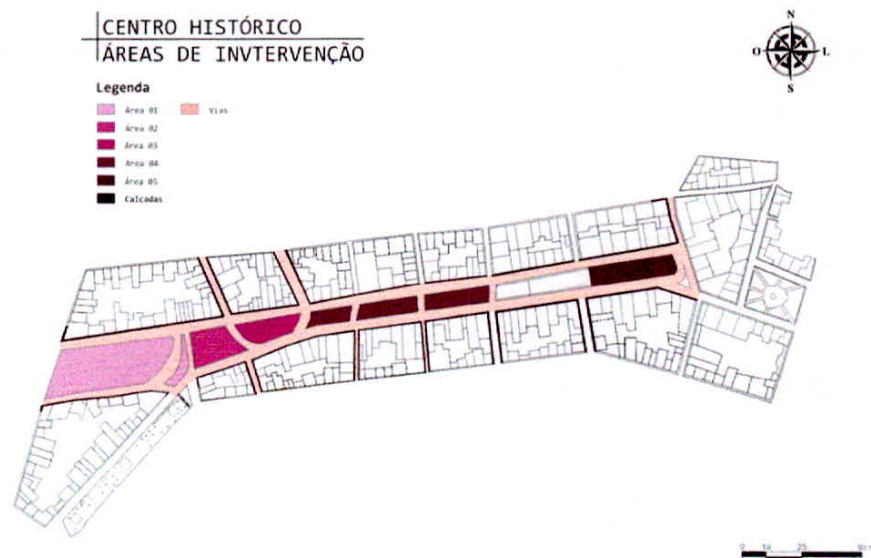 CENTRO HISTÓRICO
ÁREAS DE INVTERVENÇÃO
Legenda
Área 01
Vias
Área 02
Área 03
Área 04
Área 05
Calcadas
N
O
L
S
0 10 25 50